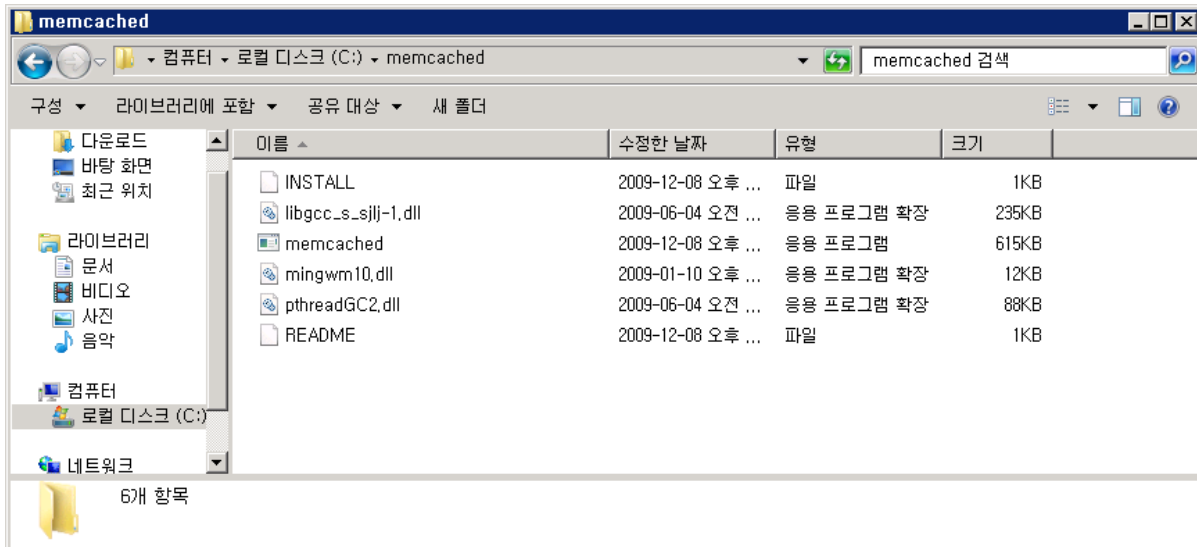 memcached
컴퓨터 로컬 디스크 (C:) memcached memcached 검색
구성 라이브러리에 포함 공유 대상 새 폴더
다운로드
바탕 화면
최근 위치
라이브러리
문서
비디오
사진
음악
컴퓨터
로컬 디스크 (C:)
네트워크
이름 수정한 날짜 유형 크기
INSTALL 2009-12-08 오후 ... 파일 1KB
libgcc_s_sjlj-1.dll 2009-06-04 오전 ... 응용 프로그램 확장 235KB
memcached 2009-12-08 오후 ... 응용 프로그램 615KB
mingwm10.dll 2009-01-10 오후 ... 응용 프로그램 확장 12KB
pthreadGC2.dll 2009-06-04 오전 ... 응용 프로그램 확장 88KB
README 2009-12-08 오후 ... 파일 1KB
6개 항목